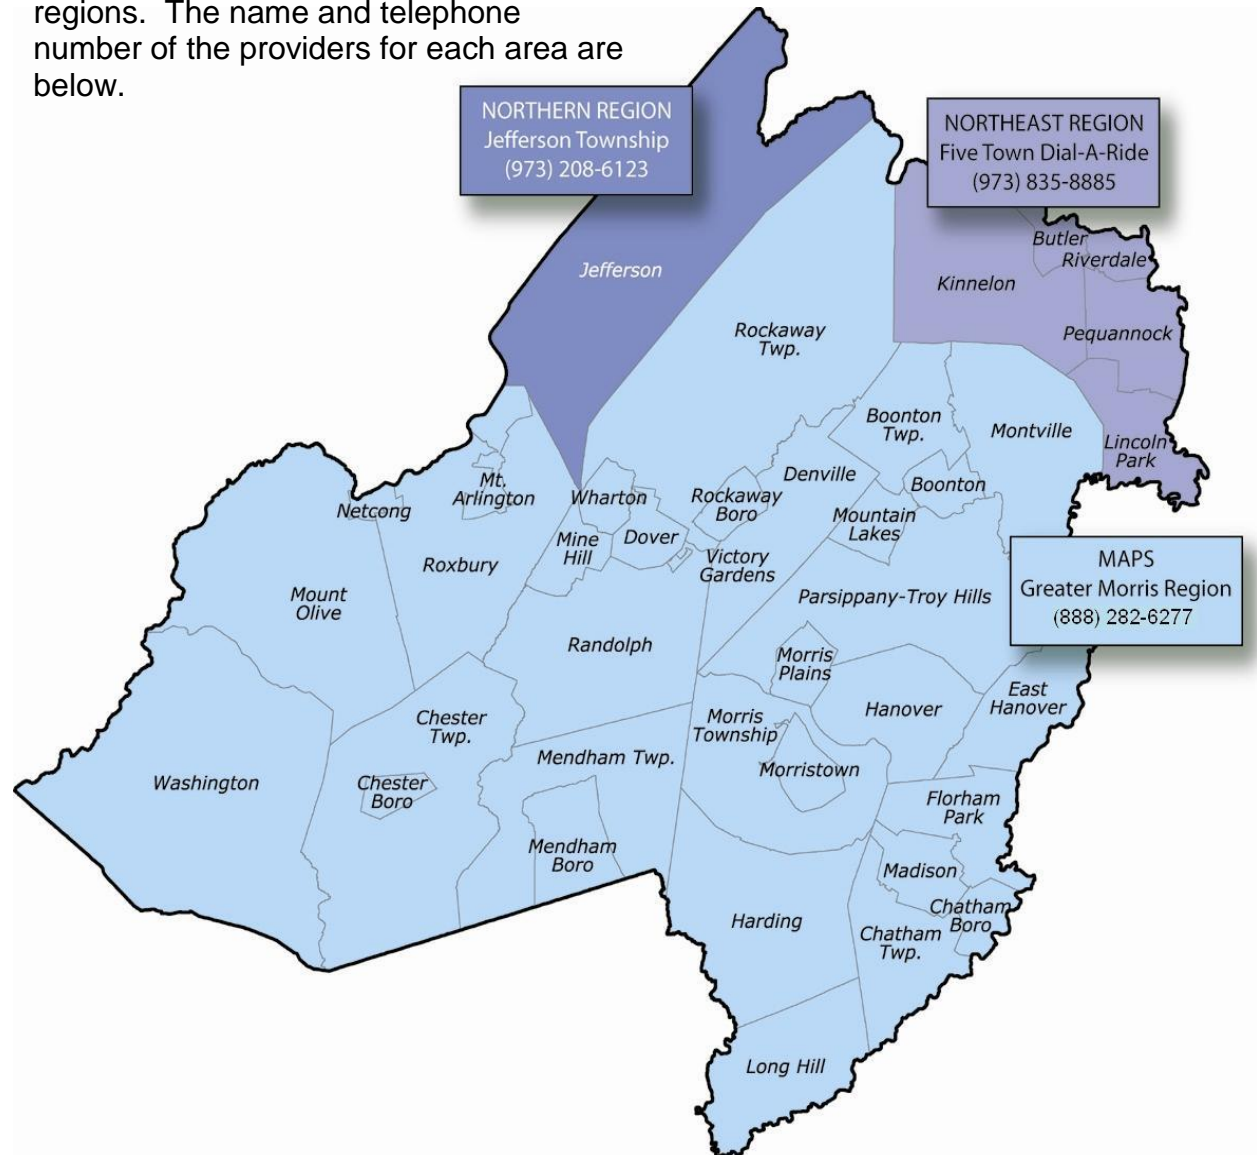 regions.  The name and telephone
number of the providers for each area are
below.
NORTHERN REGION
Jefferson Township
(973) 208-6123
NORTHEAST REGION
Five Town Dial-A-Ride
(973) 835-8885
Butler
Riverdale
Jefferson
Kinnelon
Rockaway
Twp.
Pequannock
Boonton
Twp.
Montville
Lincoln
Park
Mt.
Arlington
Netcong
Wharton
Rockaway
Boro
Denville
Boonton
Mountain
Lakes
Mine
Hill
Dover
Victory
Gardens
Roxbury
Mount
Olive
Parsippany-Troy Hills
MAPS
Greater Morris Region
(888) 282-6277
Randolph
Morris
Plains
Chester
Twp.
Morris
Township
Hanover
East
Hanover
Washington
Chester
Boro
Mendham Twp.
Morristown
Florham
Park
Mendham
Boro
Madison
Harding
Chatham
Twp.
Chatham
Boro
Long Hill